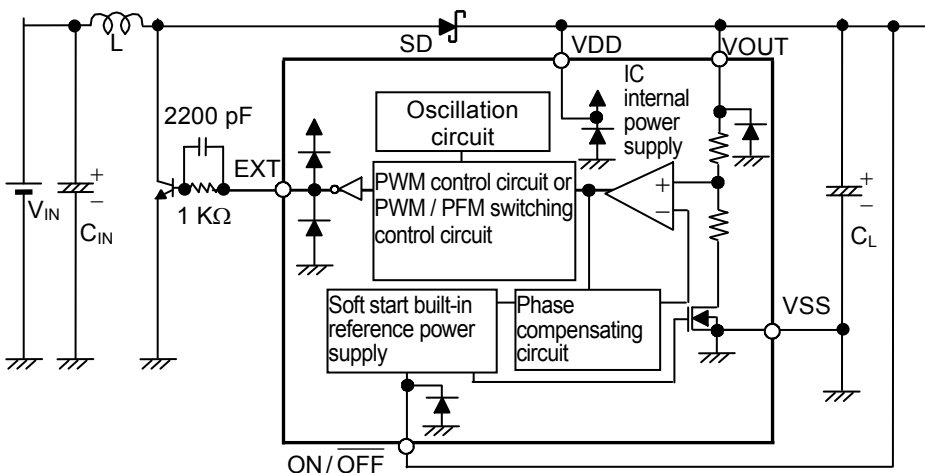 L
SD
VDD
VOUT
IC
internal
power
supply
2200 pF
Oscillation
circuit
EXT
PWM control circuit or
PWM / PFM switching
control circuit
+
−
1 KΩ
VIN
+
−
CIN
+
−
CL
Soft start built-in
reference power
supply
Phase
compensating
circuit
VSS
ON / OFF